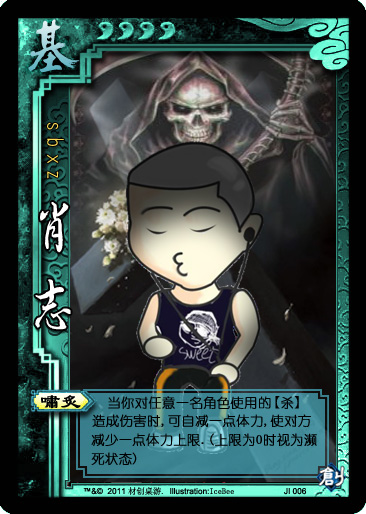 基
sbxz
肖志
sweet
嘯炙
当你对任意一名角色使用的【杀】
造成伤害时,可自减一点体力,使对方
减少一点体力上限.(上限为0时视为濒
死状态)
創
™&© 2011 材创桌游. Illustration:IceBee JI 006